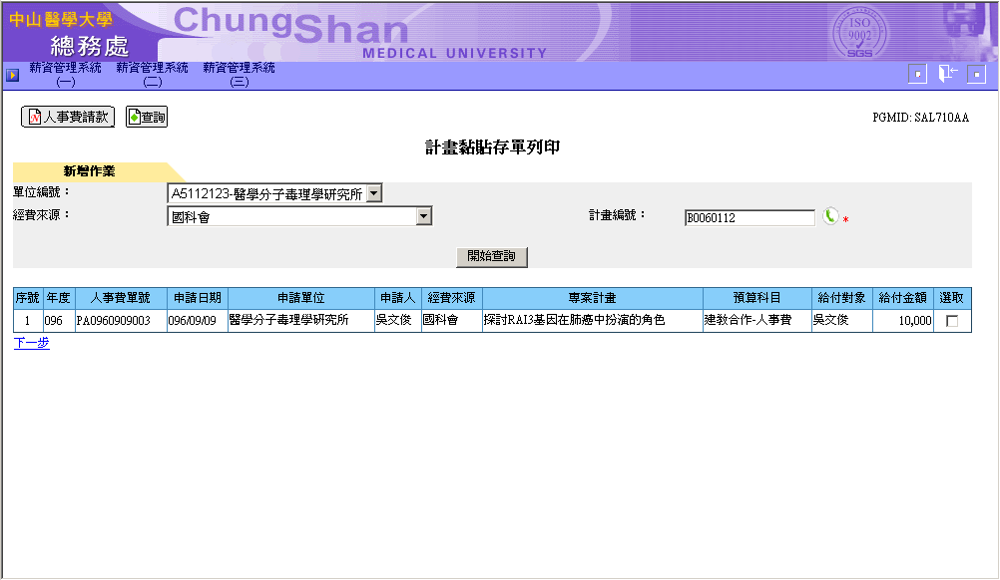 中山醫學大學
總務處
ChungShan
MEDICAL UNIVERSITY
ISO
9002
SGS
薪資管理系統(一) 薪資管理系統(二) 薪資管理系統(三)
人事費請款 查詢
PGMID: SAL710AA
計畫黏貼存單列印
新增作業
單位編號： A5112123-醫學分子毒理學研究所
經費來源： 國科會 計畫編號： B0060112 *
開始查詢
序號 年度 人事費單號 申請日期 申請單位 申請人 經費來源 專案計畫 預算科目 給付對象 給付金額 選取
1 096 PA0960909003 096/09/09 醫學分子毒理學研究所 吳文俊 國科會 探討RAI3基因在肺癌中扮演的角色 建教合作-人事費 吳文俊 10,000
下一步